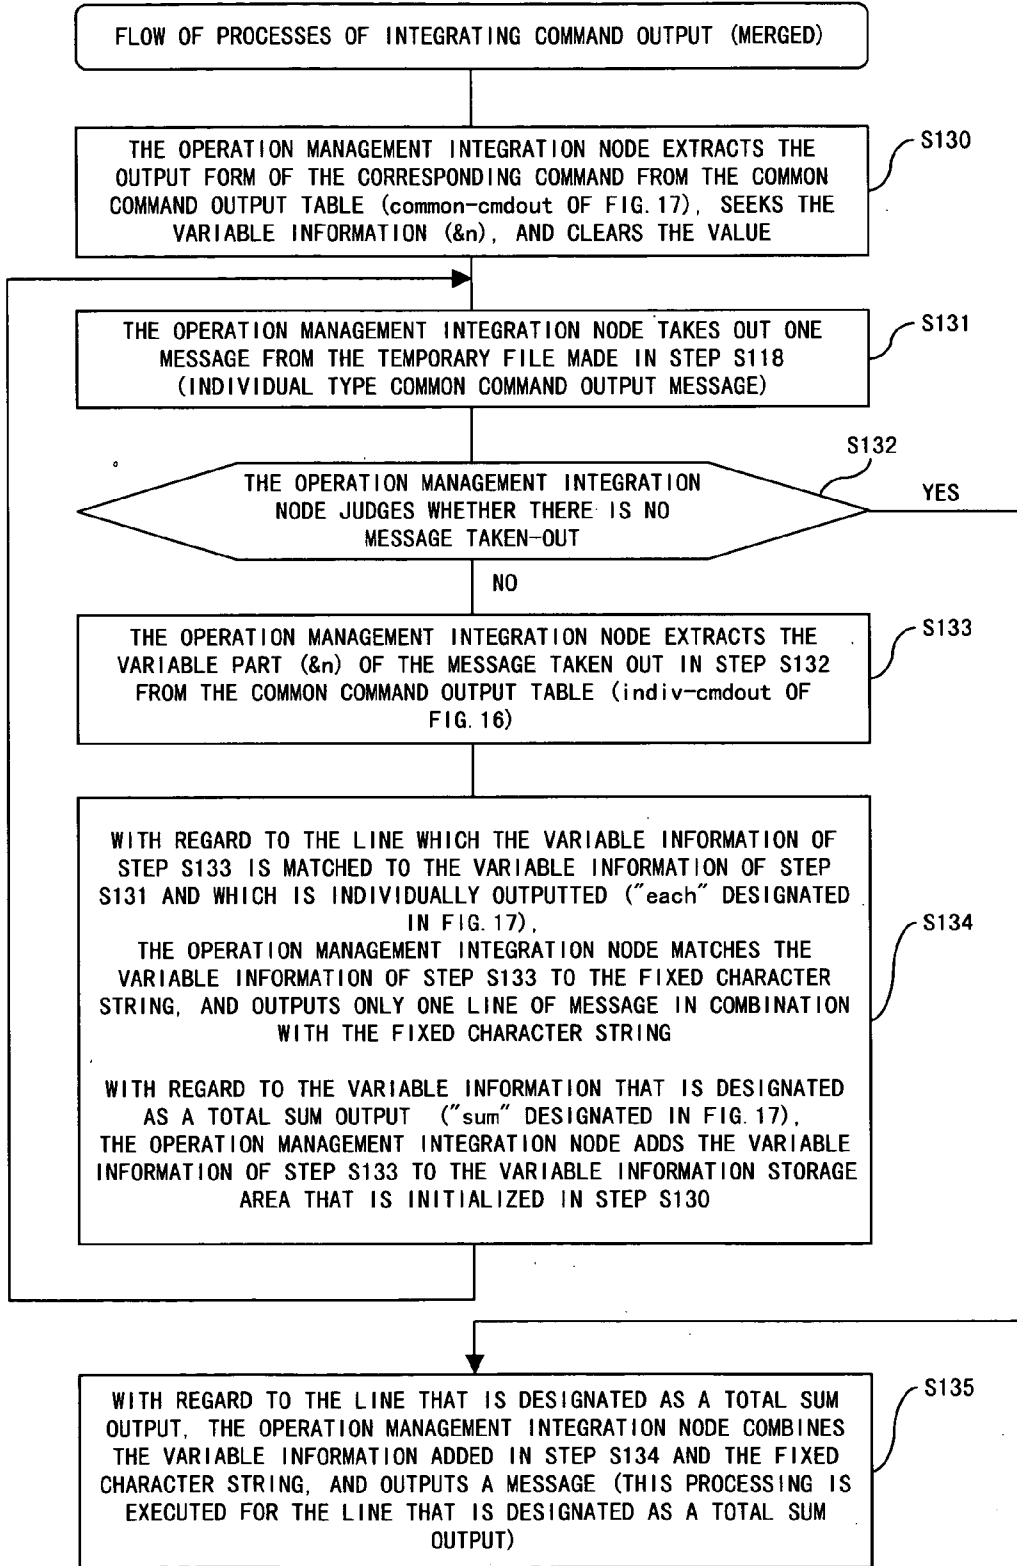 FLOW OF PROCESSES OF INTEGRATING COMMAND OUTPUT (MERGED)
S130
THE OPERATION MANAGEMENT INTEGRATION NODE EXTRACTS THE
OUTPUT FORM OF THE CORRESPONDING COMMAND FROM THE COMMON
COMMAND OUTPUT TABLE (common-cmdout OF FIG. 17), SEEKS THE
VARIABLE INFORMATION (&n), AND CLEARS THE VALUE
S131
THE OPERATION MANAGEMENT INTEGRATION NODE TAKES OUT ONE
MESSAGE FROM THE TEMPORARY FILE MADE IN STEP S118
(INDIVIDUAL TYPE COMMON COMMAND OUTPUT MESSAGE)
S132
THE OPERATION MANAGEMENT INTEGRATION
NODE JUDGES WHETHER THERE IS NO
MESSAGE TAKEN-OUT
YES
NO
S133
THE OPERATION MANAGEMENT INTEGRATION NODE EXTRACTS THE
VARIABLE PART (&n) OF THE MESSAGE TAKEN OUT IN STEP S132
FROM THE COMMON COMMAND OUTPUT TABLE (indiv-cmdout OF
FIG. 16)
S134
WITH REGARD TO THE LINE WHICH THE VARIABLE INFORMATION OF
STEP S133 IS MATCHED TO THE VARIABLE INFORMATION OF STEP
S131 AND WHICH IS INDIVIDUALLY OUTPUTTED ("each" DESIGNATED
IN FIG. 17),
THE OPERATION MANAGEMENT INTEGRATION NODE MATCHES THE
VARIABLE INFORMATION OF STEP S133 TO THE FIXED CHARACTER
STRING, AND OUTPUTS ONLY ONE LINE OF MESSAGE IN COMBINATION
WITH THE FIXED CHARACTER STRING
WITH REGARD TO THE VARIABLE INFORMATION THAT IS DESIGNATED
AS A TOTAL SUM OUTPUT ("sum" DESIGNATED IN FIG. 17),
THE OPERATION MANAGEMENT INTEGRATION NODE ADDS THE VARIABLE
INFORMATION OF STEP S133 TO THE VARIABLE INFORMATION STORAGE
AREA THAT IS INITIALIZED IN STEP S130
S135
WITH REGARD TO THE LINE THAT IS DESIGNATED AS A TOTAL SUM
OUTPUT, THE OPERATION MANAGEMENT INTEGRATION NODE COMBINES
THE VARIABLE INFORMATION ADDED IN STEP S134 AND THE FIXED
CHARACTER STRING, AND OUTPUTS A MESSAGE (THIS PROCESSING IS
EXECUTED FOR THE LINE THAT IS DESIGNATED AS A TOTAL SUM
OUTPUT)